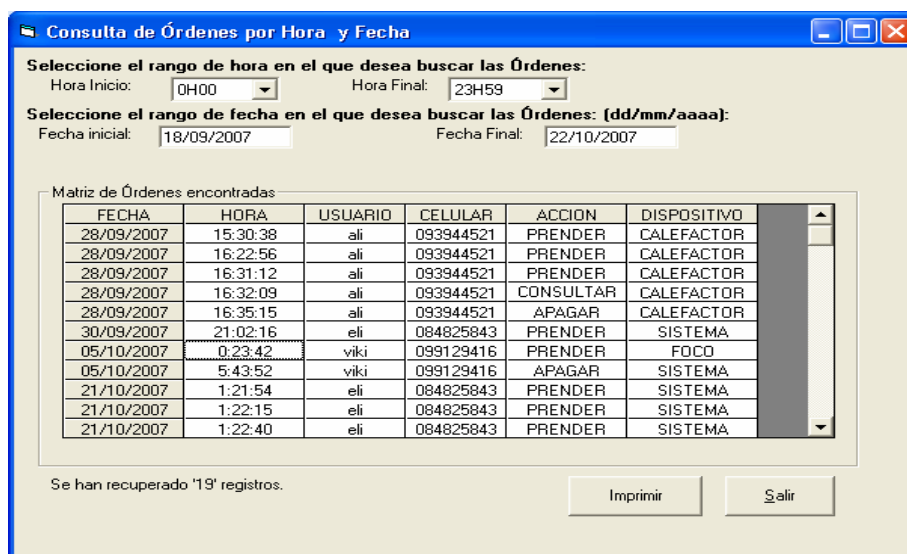 Consulta de Órdenes por Hora y Fecha
Seleccione el rango de hora en el que desea buscar las Órdenes:
Hora Inicio: 0H00 Hora Final: 23H59
Seleccione el rango de fecha en el que desea buscar las Órdenes: (dd/mm/aaaa):
Fecha inicial: 18/09/2007 Fecha Final: 22/10/2007
Matriz de Órdenes encontradas
FECHA HORA USUARIO CELULAR ACCION DISPOSITIVO
28/09/2007 15:30:38 ali 093944521 PRENDER CALEFACTOR
28/09/2007 16:22:56 ali 093944521 PRENDER CALEFACTOR
28/09/2007 16:31:12 ali 093944521 PRENDER CALEFACTOR
28/09/2007 16:32:09 ali 093944521 CONSULTAR CALEFACTOR
28/09/2007 16:35:15 ali 093944521 APAGAR CALEFACTOR
30/09/2007 21:02:16 eli 084825843 PRENDER SISTEMA
05/10/2007 0:23:42 viki 099129416 PRENDER FOCO
05/10/2007 5:43:52 viki 099129416 APAGAR SISTEMA
21/10/2007 1:21:54 eli 084825843 PRENDER SISTEMA
21/10/2007 1:22:15 eli 084825843 PRENDER SISTEMA
21/10/2007 1:22:40 eli 084825843 PRENDER SISTEMA
Se han recuperado '19' registros.
Imprimir Salir